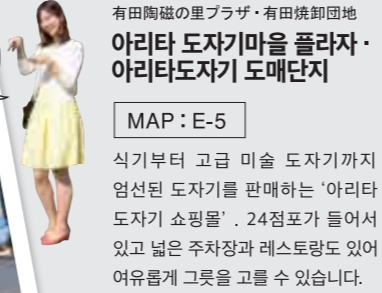 有田陶磁の里プラザ・有田焼卸団地
아리타 도자기마을 플라자·
아리타도자기 도매단지
MAP：E-5
식기부터 고급 미술 도자기까지
엄선된 도자기를 판매하는 ‘아리타
도자기 쇼핑몰’. 24점포가 들어서
있고 넓은 주차장과 레스토랑도 있어
여유롭게 그릇을 고를 수 있습니다.